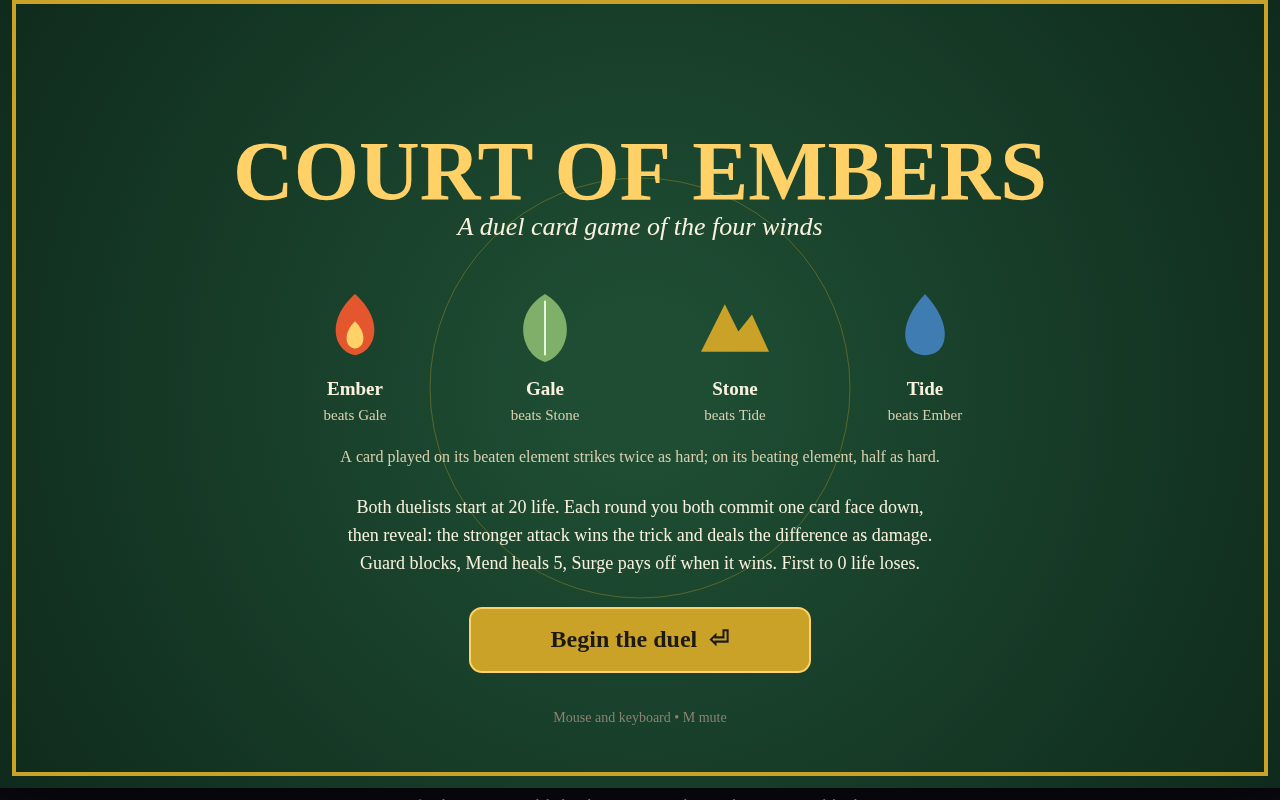 COURT OF EMBERS
A duel card game of the four winds
Ember Gale Stone Tide
beats Gale beats Stone beats Tide beats Ember
A card played on its beaten element strikes twice as hard; on its beating element, half as hard.
Both duelists start at 20 life. Each round you both commit one card face down,
then reveal: the stronger attack wins the trick and deals the difference as damage.
Guard blocks, Mend heals 5, Surge pays off when it wins. First to 0 life loses.
Begin the duel ⏎
Mouse and keyboard • M mute